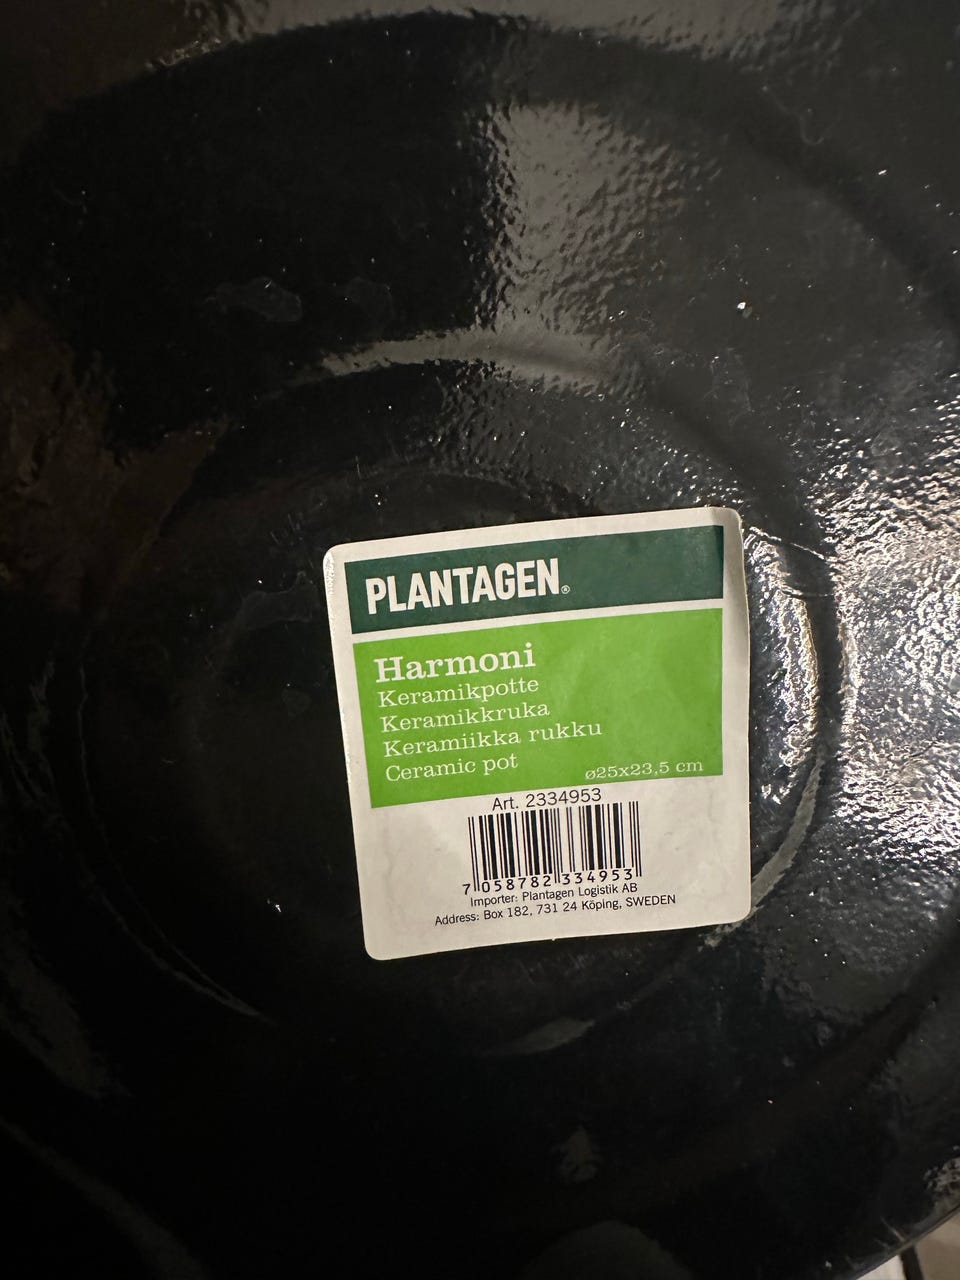 PLANTAGEN®
Harmoni
Keramikpotte
Keramikkruka
Keramiikka rukku
Ceramic pot
ø25x23,5 cm
Art. 2334953
7 058782 334953
Importer: Plantagen Logistik AB
Address: Box 182, 731 24 Köping, SWEDEN